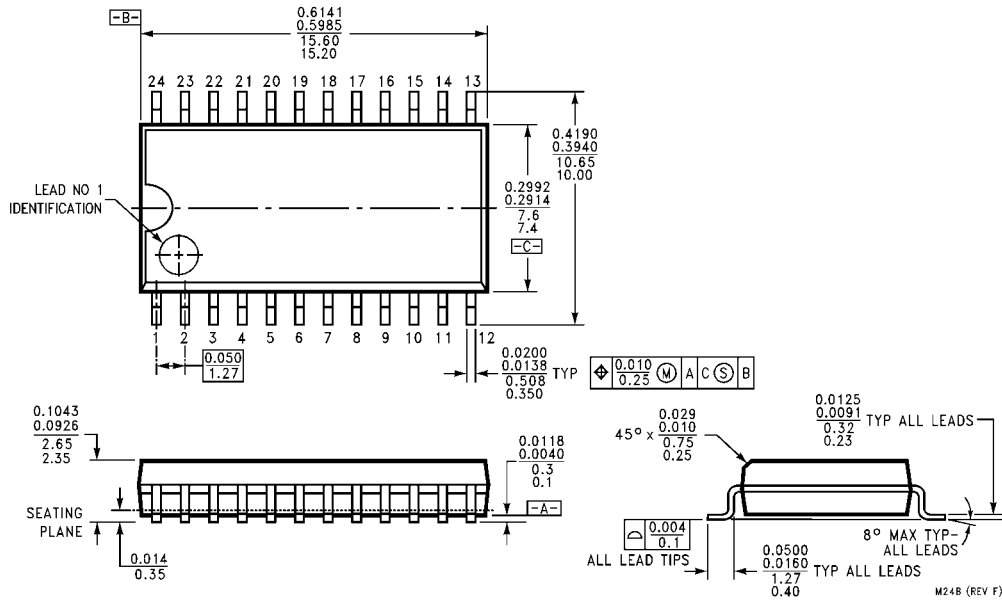 -B-
0.6141
0.5985
15.60
15.20
24 23 22 21 20 19 18 17 16 15 14 13
0.4190
0.3940
10.65
10.00
0.2992
0.2914
7.6
7.4
-C-
LEAD NO 1
IDENTIFICATION
1 2 3 4 5 6 7 8 9 10 11 12
0.050
1.27
0.0200
0.0138
0.508
0.350
TYP
⌖ 0.010
0.25 Ⓜ A C Ⓢ B
0.1043
0.0926
2.65
2.35
0.0118
0.0040
0.3
0.1
-A-
SEATING
PLANE
0.014
0.35
45° x
0.029
0.010
0.75
0.25
0.0125
0.0091
0.32
0.23
TYP ALL LEADS
0.004
0.1
ALL LEAD TIPS
0.0500
0.0160
1.27
0.40
TYP ALL LEADS
8° MAX TYP-
ALL LEADS
M24B (REV F)